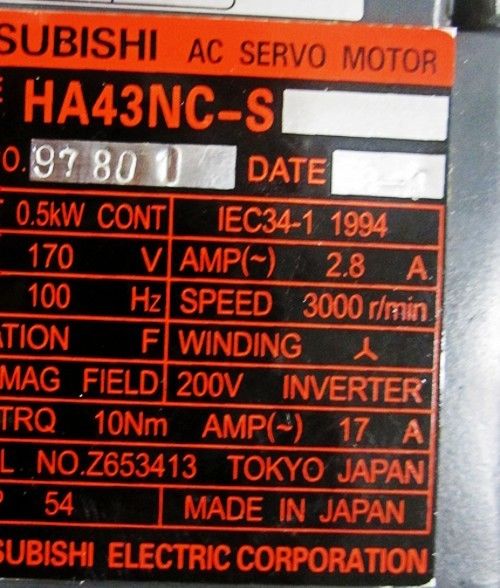 SUBISHI AC SERVO MOTOR
HA43NC-S
O. 97 80 1 DATE
0.5kW CONT IEC34-1 1994
170 V AMP(~) 2.8 A
100 Hz SPEED 3000 r/min
ATION F WINDING
MAG FIELD 200V INVERTER
TRQ 10Nm AMP(~) 17 A
L NO.Z653413 TOKYO JAPAN
54 MADE IN JAPAN
SUBISHI ELECTRIC CORPORATION